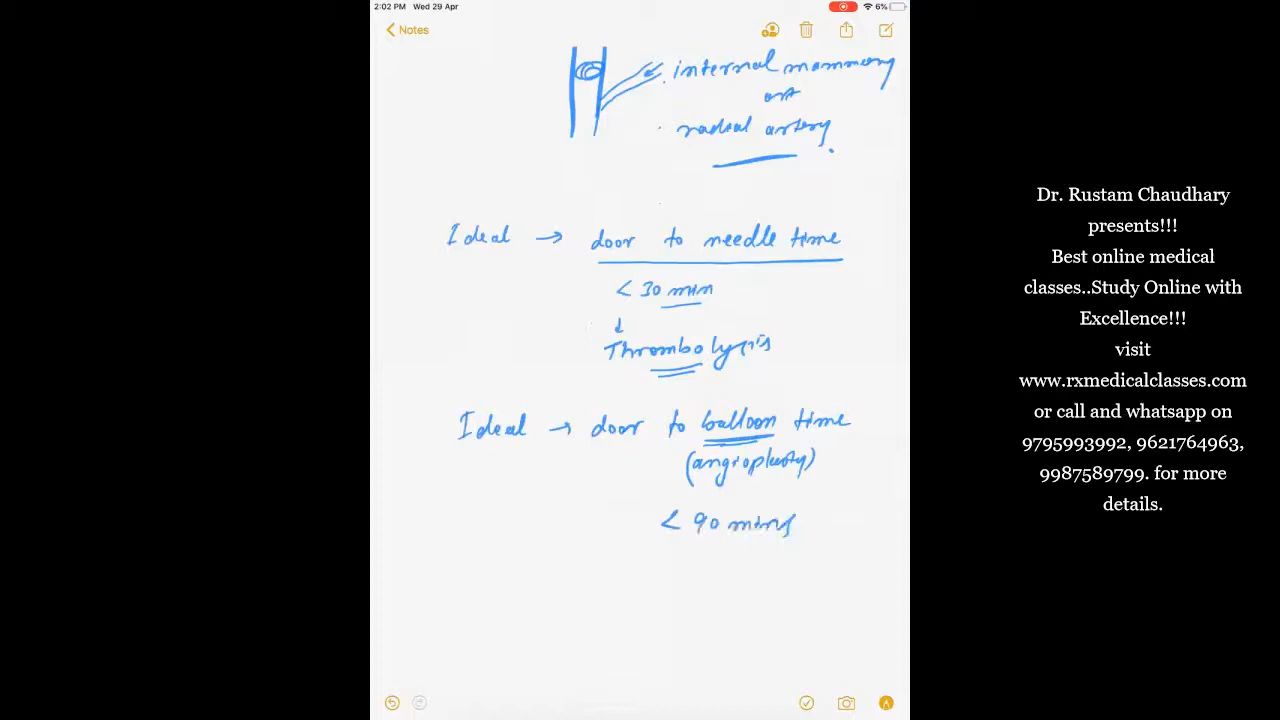 2:02 PM Wed 29 Apr
6%
Notes
internal mammary
art
radial artery
Ideal → door to needle time
< 30 min
↓
Thrombolysis
Ideal → door to balloon time
(angioplasty)
< 90 mins
Dr. Rustam Chaudhary
presents!!!
Best online medical
classes..Study Online with
Excellence!!!
visit
www.rxmedicalclasses.com
or call and whatsapp on
9795993992, 9621764963,
9987589799. for more
details.